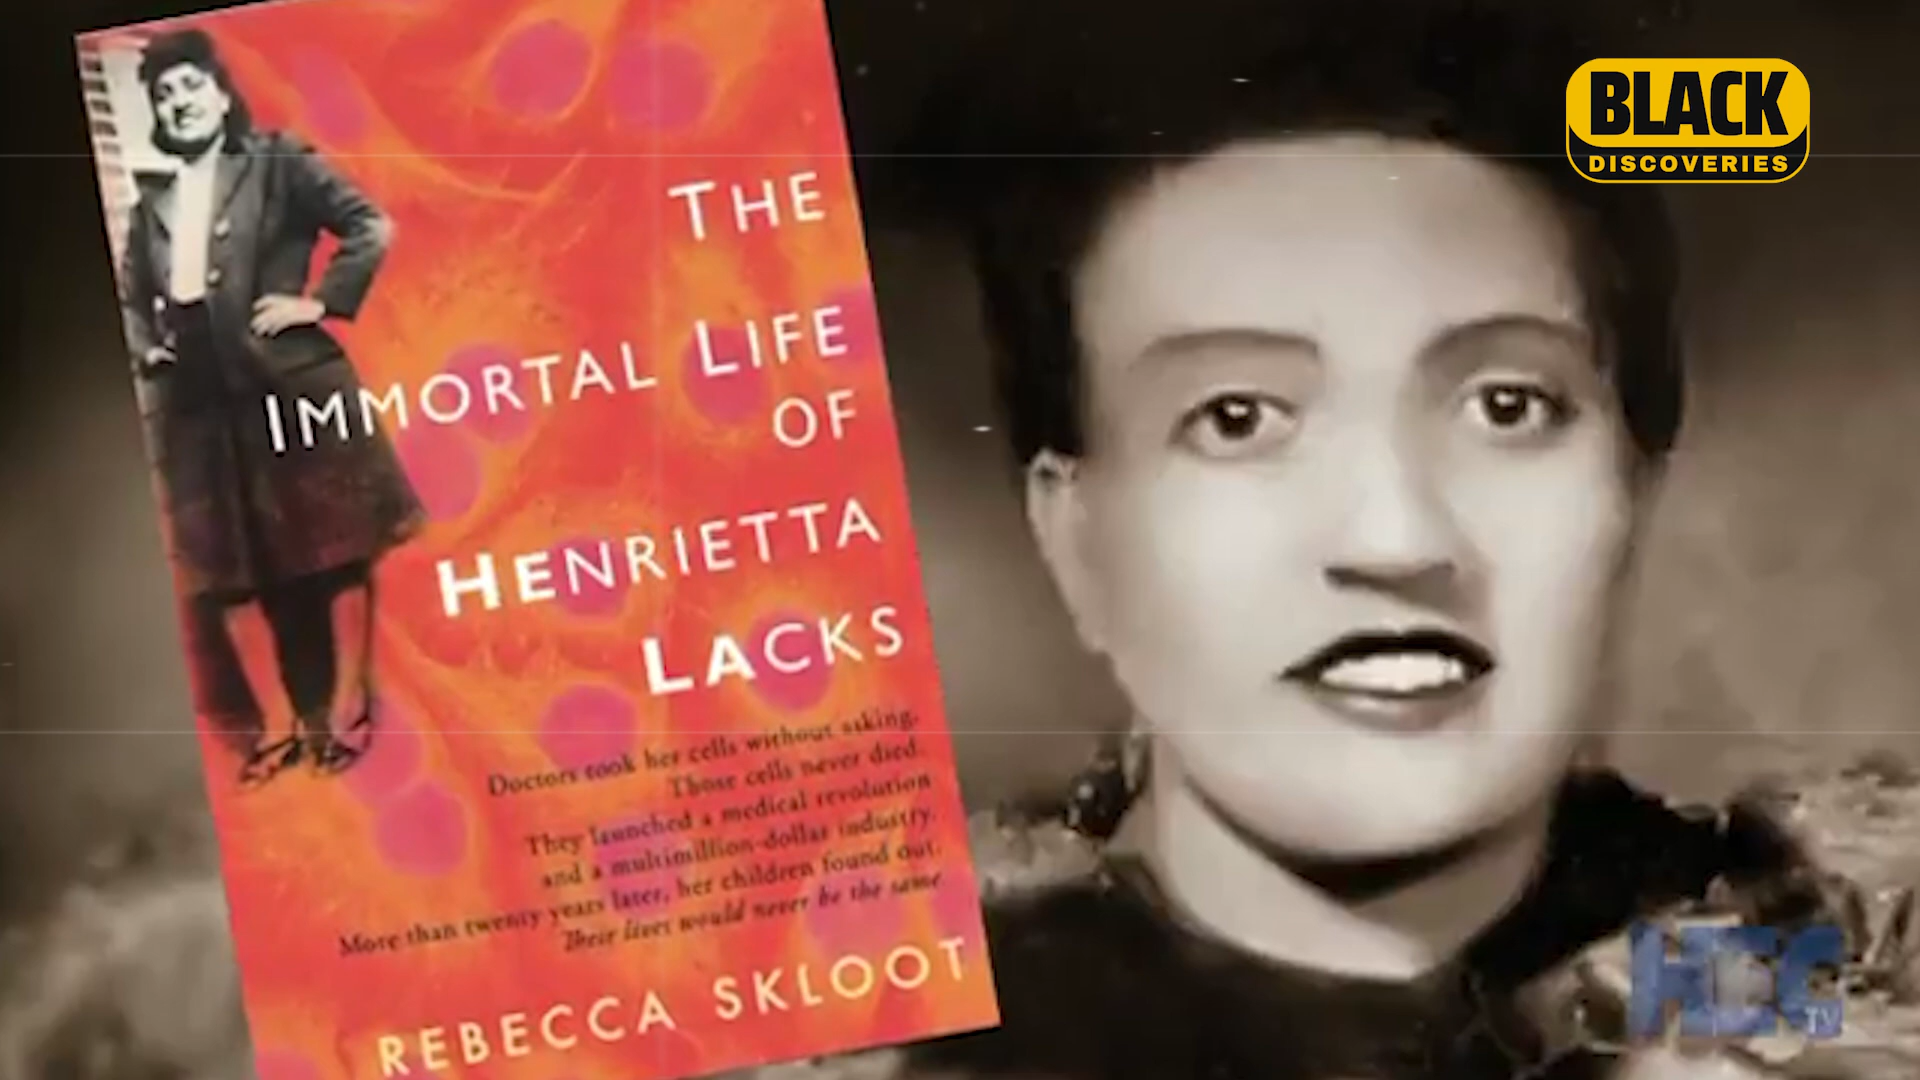 BLACK
DISCOVERIES
THE
IMMORTAL LIFE
OF
HENRIETTA
LACKS
Doctors took her cells without asking.
Those cells never died.
They launched a medical revolution
and a multimillion-dollar industry.
More than twenty years later, her children found out.
Their lives would never be the same.
REBECCA SKLOOT
HEC
TV